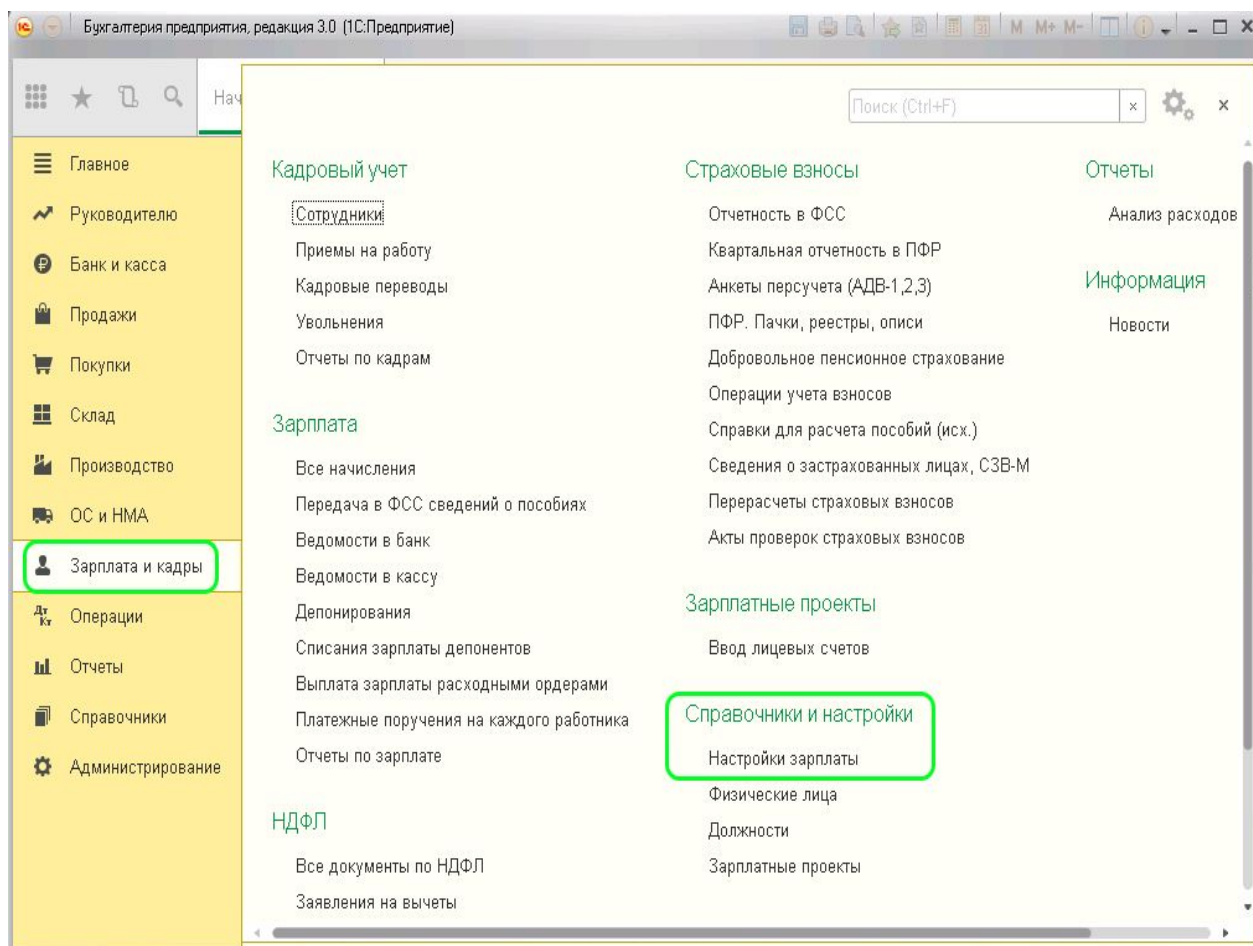 Бухгалтерия предприятия, редакция 3.0 (1С:Предприятие)
M M+ M-
Нач
Поиск (Ctrl+F)
Главное
Руководителю
Банк и касса
Продажи
Покупки
Склад
Производство
ОС и НМА
Зарплата и кадры
Дт Кт Операции
Отчеты
Справочники
Администрирование
Кадровый учет
Сотрудники
Приемы на работу
Кадровые переводы
Увольнения
Отчеты по кадрам
Зарплата
Все начисления
Передача в ФСС сведений о пособиях
Ведомости в банк
Ведомости в кассу
Депонирования
Списания зарплаты депонентов
Выплата зарплаты расходными ордерами
Платежные поручения на каждого работника
Отчеты по зарплате
НДФЛ
Все документы по НДФЛ
Заявления на вычеты
Страховые взносы
Отчетность в ФСС
Квартальная отчетность в ПФР
Анкеты персучета (АДВ-1,2,3)
ПФР. Пачки, реестры, описи
Добровольное пенсионное страхование
Операции учета взносов
Справки для расчета пособий (исх.)
Сведения о застрахованных лицах, СЗВ-М
Перерасчеты страховых взносов
Акты проверок страховых взносов
Зарплатные проекты
Ввод лицевых счетов
Справочники и настройки
Настройки зарплаты
Физические лица
Должности
Зарплатные проекты
Отчеты
Анализ расходов
Информация
Новости